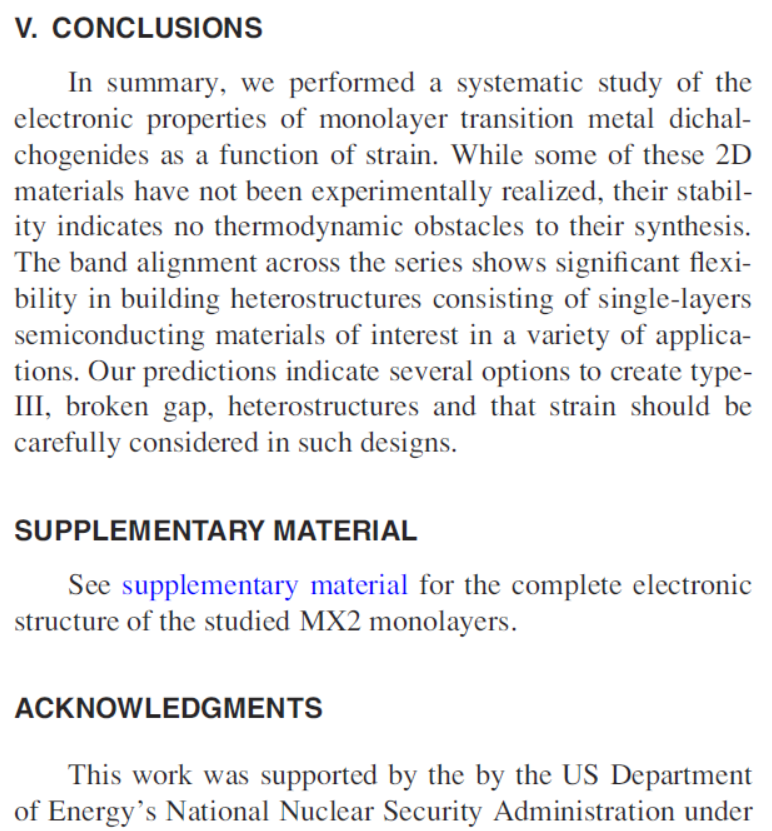 V. CONCLUSIONS
In summary, we performed a systematic study of the
electronic properties of monolayer transition metal dichal-
chogenides as a function of strain. While some of these 2D
materials have not been experimentally realized, their stabil-
ity indicates no thermodynamic obstacles to their synthesis.
The band alignment across the series shows significant flexi-
bility in building heterostructures consisting of single-layers
semiconducting materials of interest in a variety of applica-
tions. Our predictions indicate several options to create type-
III, broken gap, heterostructures and that strain should be
carefully considered in such designs.
SUPPLEMENTARY MATERIAL
See supplementary material for the complete electronic
structure of the studied MX2 monolayers.
ACKNOWLEDGMENTS
This work was supported by the by the US Department
of Energy's National Nuclear Security Administration under